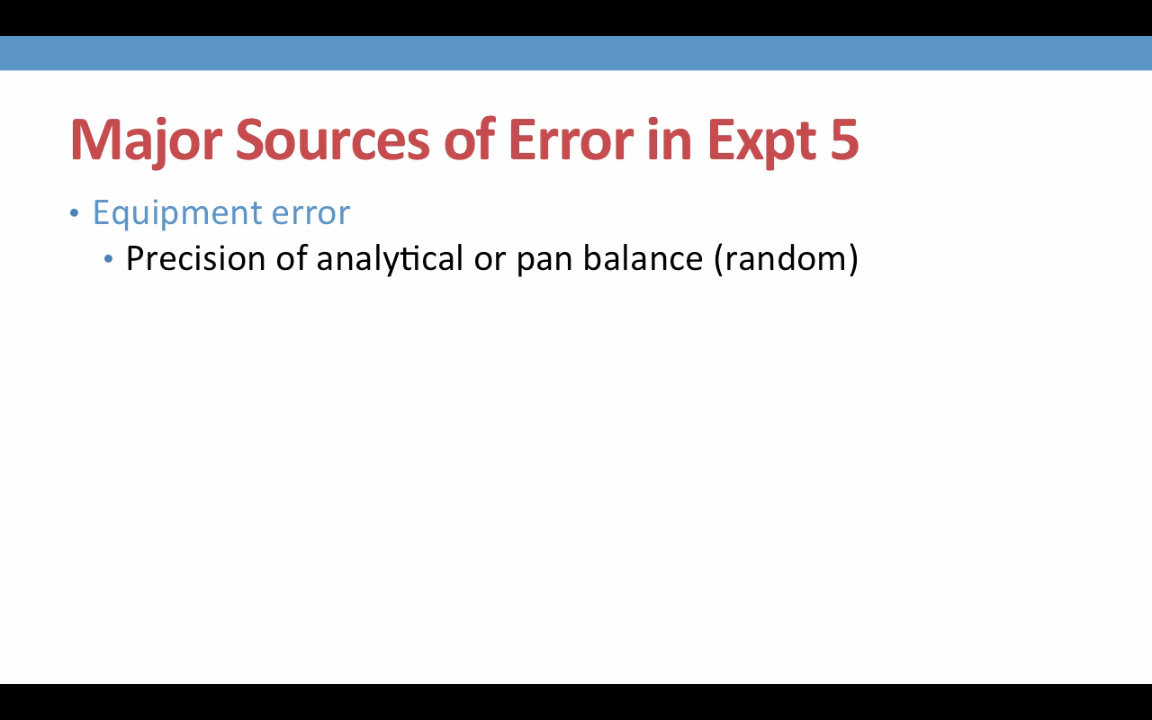 Major Sources of Error in Expt 5
• Equipment error
• Precision of analytical or pan balance (random)